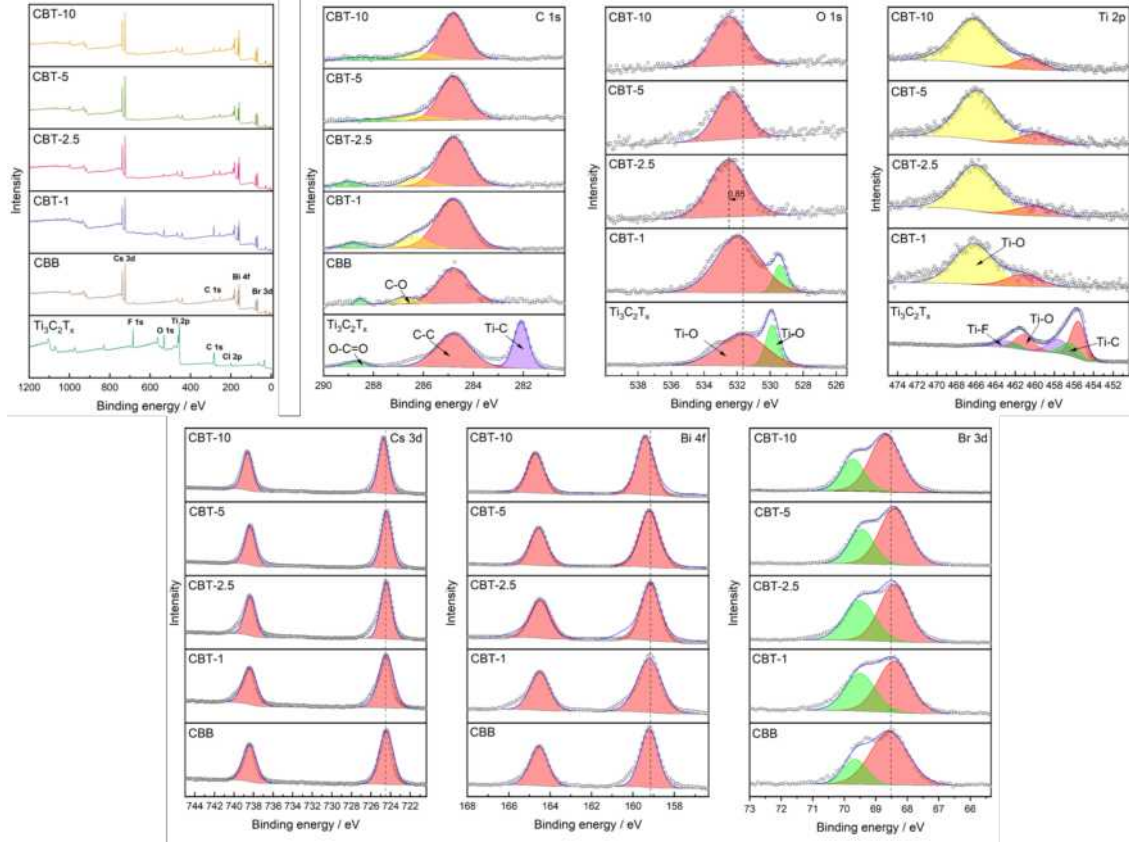 CBT-10
CBT-5
CBT-2.5
CBT-1
CBB
Cs 3d
C 1s
Bi 4f
Br 3d
Ti₃C₂Tₓ
F 1s
O 1s
Ti 2p
C 1s
Cl 2p
Intensity
1200 1000 800 600 400 200 0
Binding energy / eV
C 1s
CBT-10
CBT-5
CBT-2.5
CBT-1
CBB
C-O
Ti₃C₂Tₓ
O-C=O
C-C
Ti-C
Intensity
290 288 286 284 282
Binding energy / eV
O 1s
CBT-10
CBT-5
CBT-2.5
0.85
CBT-1
Ti₃C₂Tₓ
Ti-O
Ti-O
Intensity
538 536 534 532 530 528 526
Binding energy / eV
Ti 2p
CBT-10
CBT-5
CBT-2.5
CBT-1
Ti-O
Ti₃C₂Tₓ
Ti-F
Ti-O
Ti-C
Intensity
474 472 470 468 466 464 462 460 458 456 454 452
Binding energy / eV
CBT-10
Cs 3d
CBT-5
CBT-2.5
CBT-1
CBB
Intensity
744 742 740 738 736 734 732 730 728 726 724 722
Binding energy / eV
CBT-10
Bi 4f
CBT-5
CBT-2.5
CBT-1
CBB
Intensity
168 166 164 162 160 158
Binding energy / eV
CBT-10
Br 3d
CBT-5
CBT-2.5
CBT-1
CBB
Intensity
73 72 71 70 69 68 67 66
Binding energy / eV